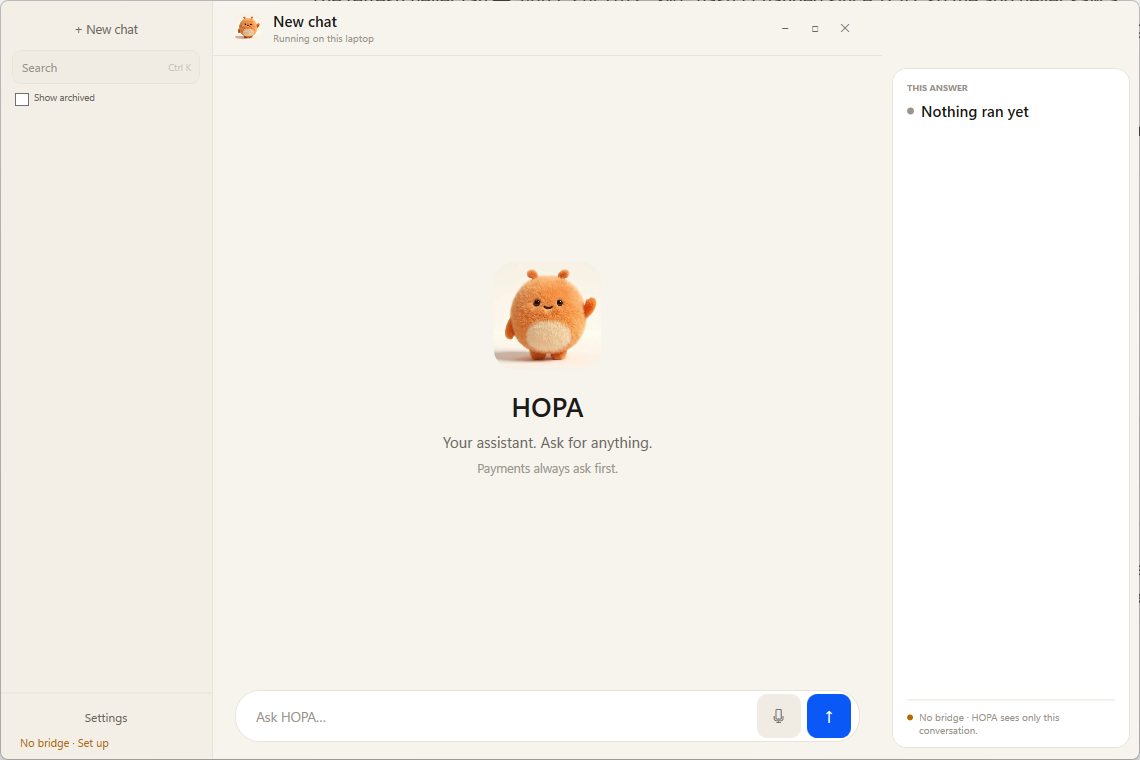 + New chat
Search
Ctrl K
Show archived
Settings
No bridge · Set up
New chat
Running on this laptop
HOPA
Your assistant. Ask for anything.
Payments always ask first.
Ask HOPA...
THIS ANSWER
Nothing ran yet
No bridge · HOPA sees only this
conversation.